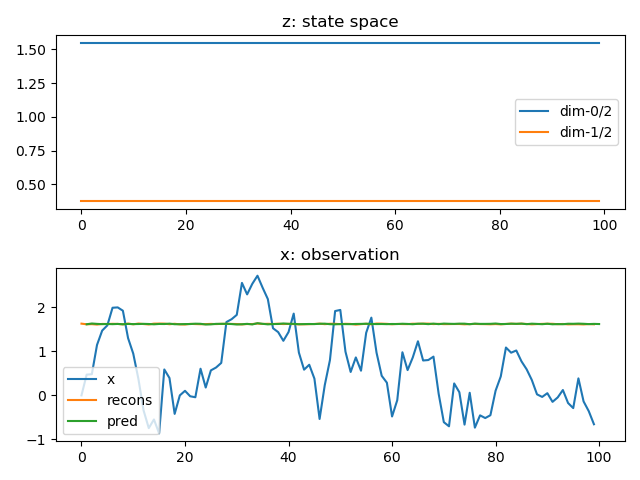 z: state space
1.50
1.25
1.00
0.75
0.50
dim-0/2
dim-1/2
0 20 40 60 80 100
x: observation
2
1
0
−1
x
recons
pred
0 20 40 60 80 100